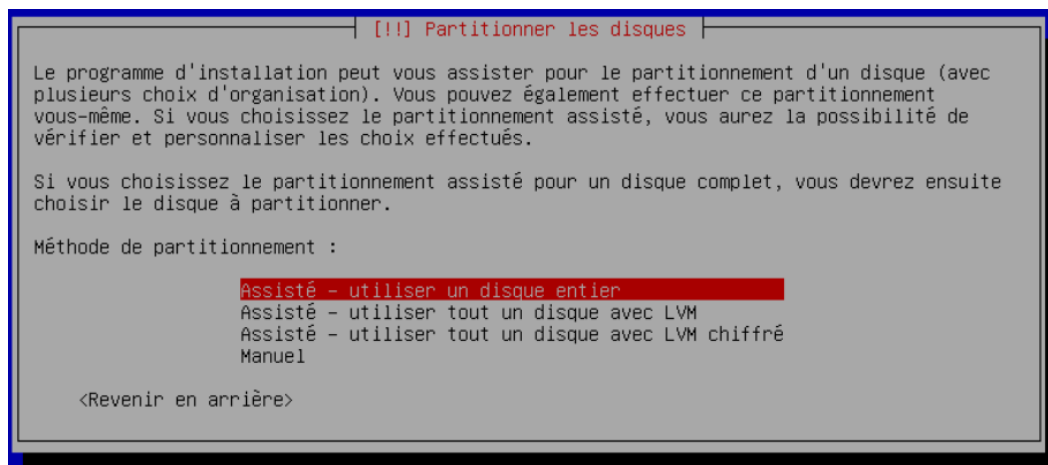 [!!] Partitionner les disques
Le programme d'installation peut vous assister pour le partitionnement d'un disque (avec
plusieurs choix d'organisation). Vous pouvez également effectuer ce partitionnement
vous-même. Si vous choisissez le partitionnement assisté, vous aurez la possibilité de
vérifier et personnaliser les choix effectués.
Si vous choisissez le partitionnement assisté pour un disque complet, vous devrez ensuite
choisir le disque à partitionner.
Méthode de partitionnement :
Assisté - utiliser un disque entier
Assisté - utiliser tout un disque avec LVM
Assisté - utiliser tout un disque avec LVM chiffré
Manuel
<Revenir en arrière>